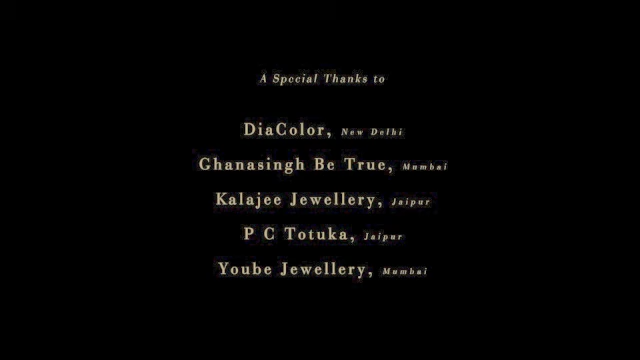 A Special Thanks to
DiaColor, New Delhi
Ghanasingh Be True, Mumbai
Kalajee Jewellery, Jaipur
P C Totuka, Jaipur
Yoube Jewellery, Mumbai